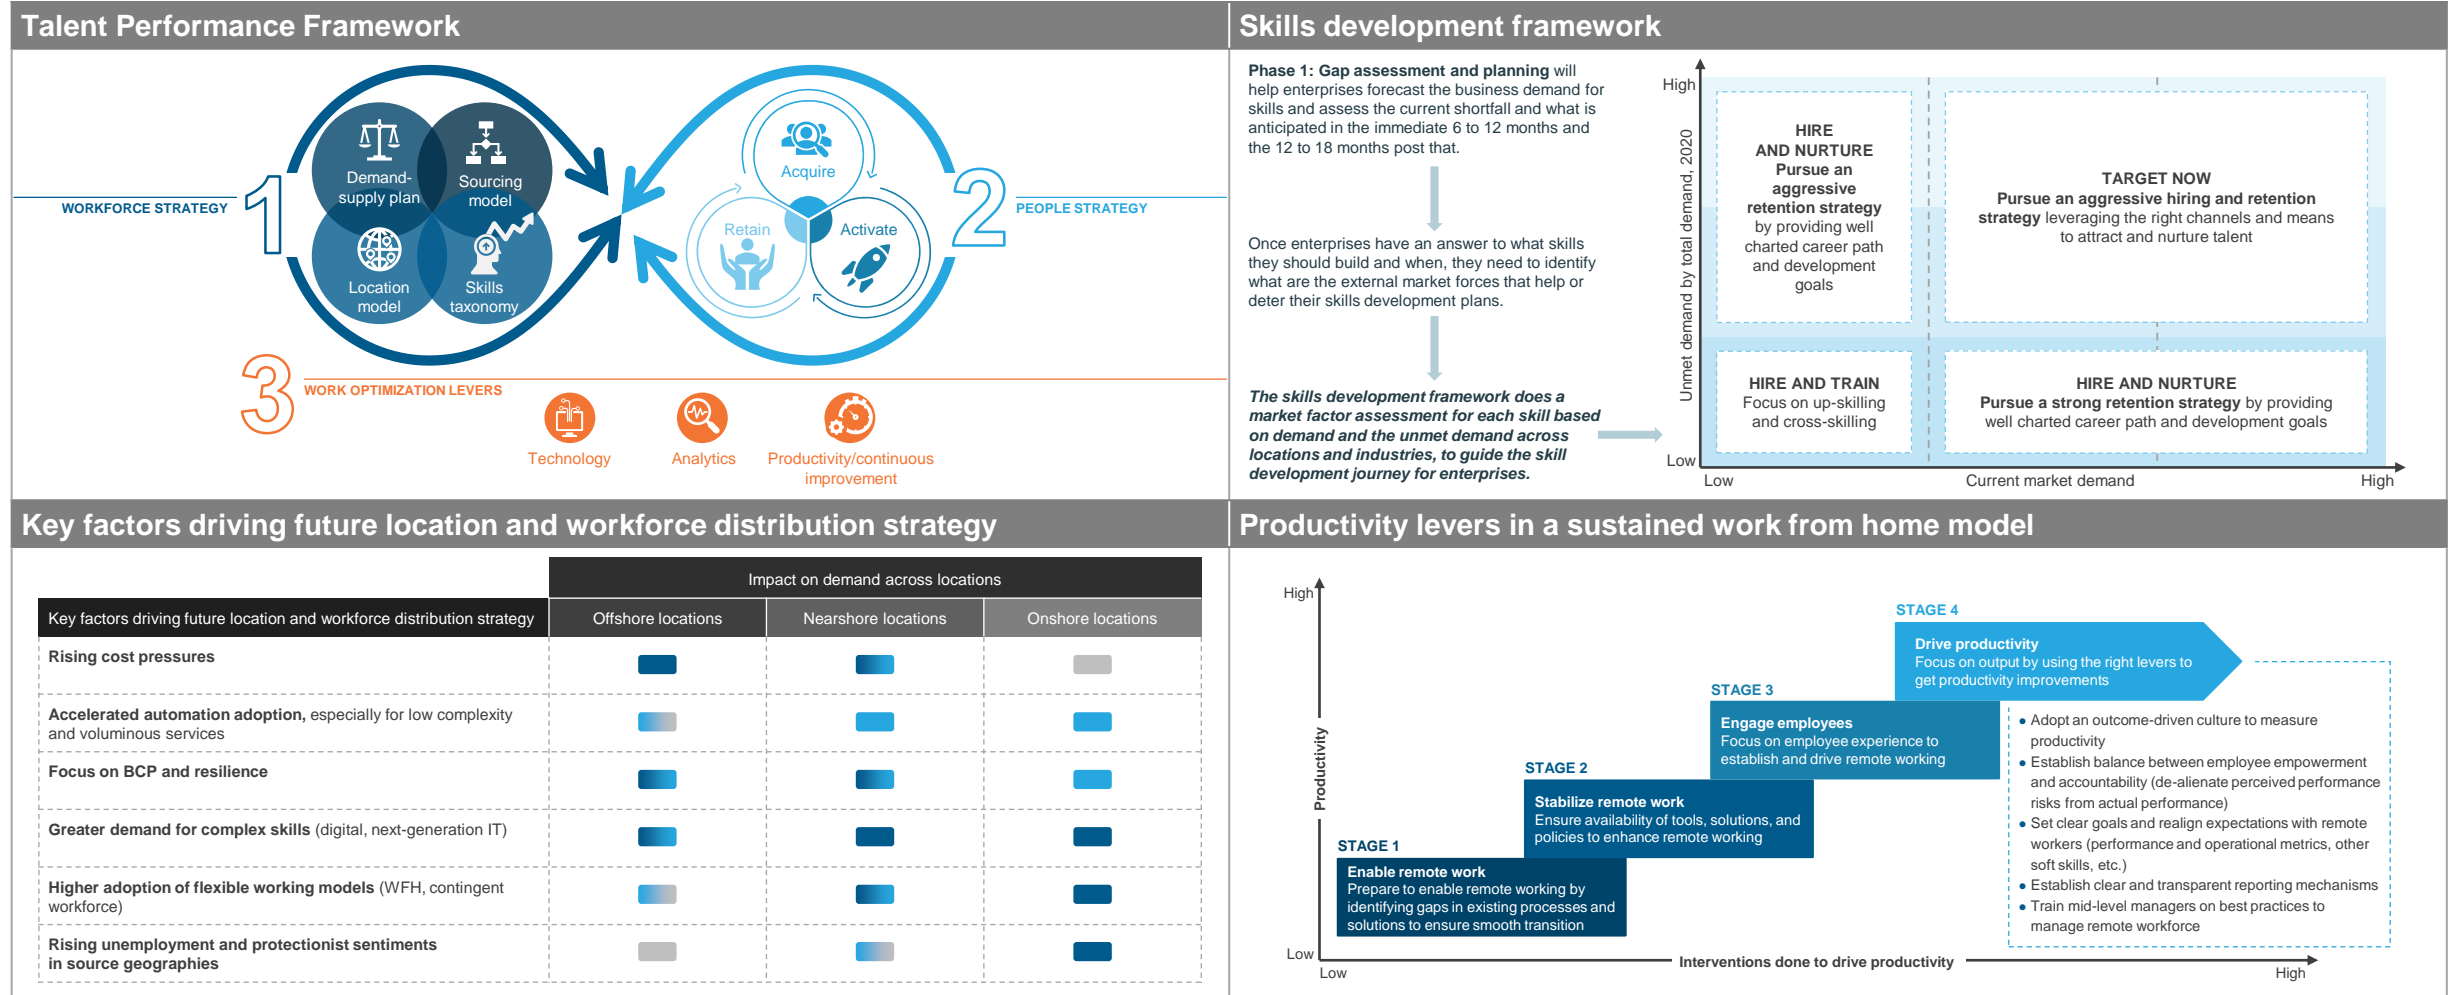 Talent Performance Framework
1
WORKFORCE STRATEGY
Demand-
supply plan
Sourcing
model
Location
model
Skills
taxonomy
Acquire
Retain
Activate
2
PEOPLE STRATEGY
3
WORK OPTIMIZATION LEVERS
Technology
Analytics
Productivity/continuous
improvement
Skills development framework
Phase 1: Gap assessment and planning will
help enterprises forecast the business demand for
skills and assess the current shortfall and what is
anticipated in the immediate 6 to 12 months and
the 12 to 18 months post that.
Once enterprises have an answer to what skills
they should build and when, they need to identify
what are the external market forces that help or
deter their skills development plans.
The skills development framework does a
market factor assessment for each skill based
on demand and the unmet demand across
locations and industries, to guide the skill
development journey for enterprises.
Unmet demand by total demand, 2020
High
Low
HIRE
AND NURTURE
Pursue an
aggressive
retention strategy
by providing well
charted career path
and development
goals
TARGET NOW
Pursue an aggressive hiring and retention
strategy leveraging the right channels and means
to attract and nurture talent
HIRE AND TRAIN
Focus on up-skilling
and cross-skilling
HIRE AND NURTURE
Pursue a strong retention strategy by providing
well charted career path and development goals
Low
Current market demand
High
Key factors driving future location and workforce distribution strategy
Impact on demand across locations
Key factors driving future location and workforce distribution strategy
Offshore locations
Nearshore locations
Onshore locations
Rising cost pressures
Accelerated automation adoption, especially for low complexity
and voluminous services
Focus on BCP and resilience
Greater demand for complex skills (digital, next-generation IT)
Higher adoption of flexible working models (WFH, contingent
workforce)
Rising unemployment and protectionist sentiments
in source geographies
Productivity levers in a sustained work from home model
High
Productivity
Low
STAGE 1
Enable remote work
Prepare to enable remote working by
identifying gaps in existing processes and
solutions to ensure smooth transition
STAGE 2
Stabilize remote work
Ensure availability of tools, solutions, and
policies to enhance remote working
STAGE 3
Engage employees
Focus on employee experience to
establish and drive remote working
STAGE 4
Drive productivity
Focus on output by using the right levers to
get productivity improvements
● Adopt an outcome-driven culture to measure
productivity
● Establish balance between employee empowerment
and accountability (de-alienate perceived performance
risks from actual performance)
● Set clear goals and realign expectations with remote
workers (performance and operational metrics, other
soft skills, etc.)
● Establish clear and transparent reporting mechanisms
● Train mid-level managers on best practices to
manage remote workforce
Low
Interventions done to drive productivity
High